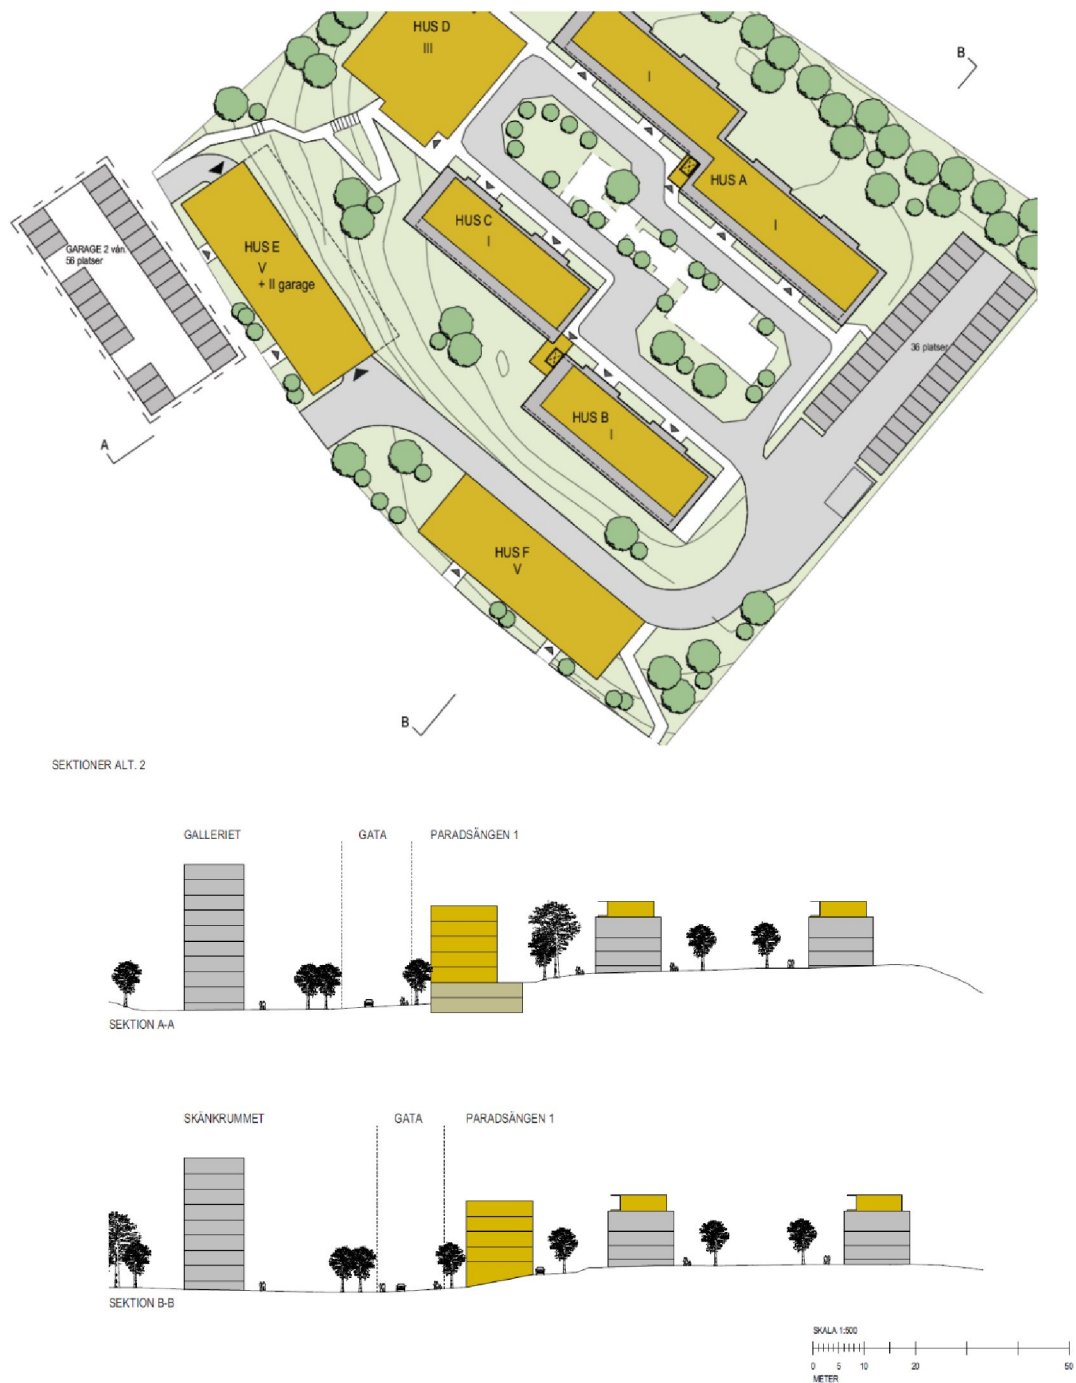 HUS D
III
B
I
HUS A
I
HUS C
I
HUS E
V
+ II garage
GARAGE 2 vån.
56 platser
36 platser
HUS B
I
A
HUS F
V
B
SEKTIONER ALT. 2
GALLERIET GATA PARADSÄNGEN 1
SEKTION A-A
SKÄNKRUMMET GATA PARADSÄNGEN 1
SEKTION B-B
SKALA 1:500
0 5 10 20 50
METER